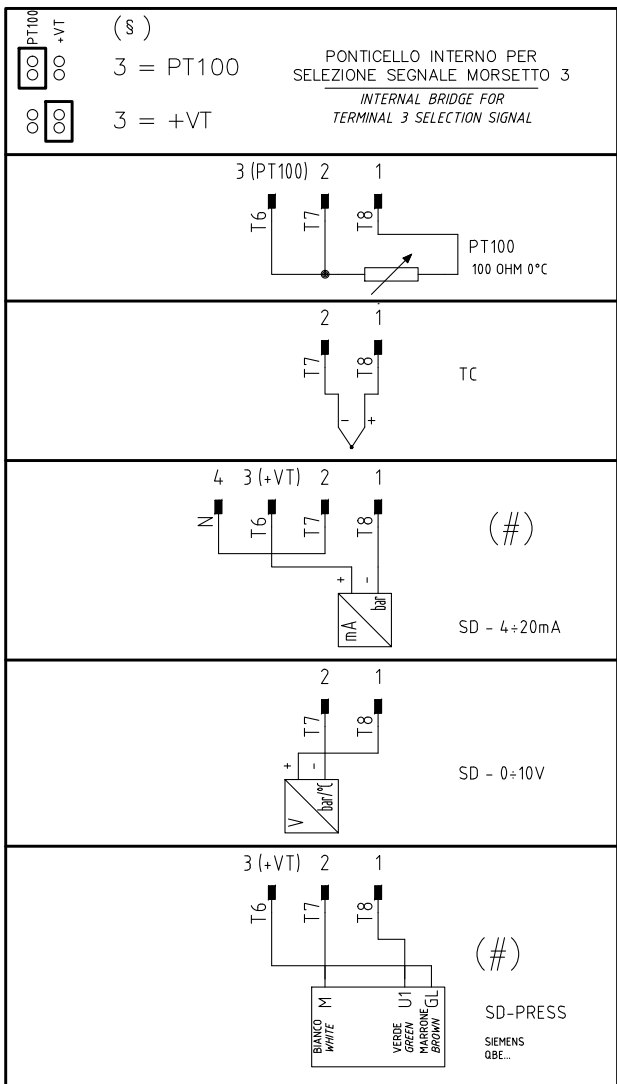 PT100
+VT
(§)
3 = PT100
3 = +VT
PONTICELLO INTERNO PER
SELEZIONE SEGNALE MORSETTO 3
INTERNAL BRIDGE FOR
TERMINAL 3 SELECTION SIGNAL
3 (PT100) 2 1
T6 T7 T8
PT100
100 OHM 0°C
2 1
T7 T8
- +
TC
4 3 (+VT) 2 1
N T6 T7 T8
(#)
+ -
mA bar
SD - 4÷20mA
2 1
T7 T8
+ -
V bar/°C
SD - 0÷10V
3 (+VT) 2 1
T6 T7 T8
(#)
M U1 GL
BIANCO
WHITE
VERDE
GREEN
MARRONE
BROWN
SD-PRESS
SIEMENS
QBE...